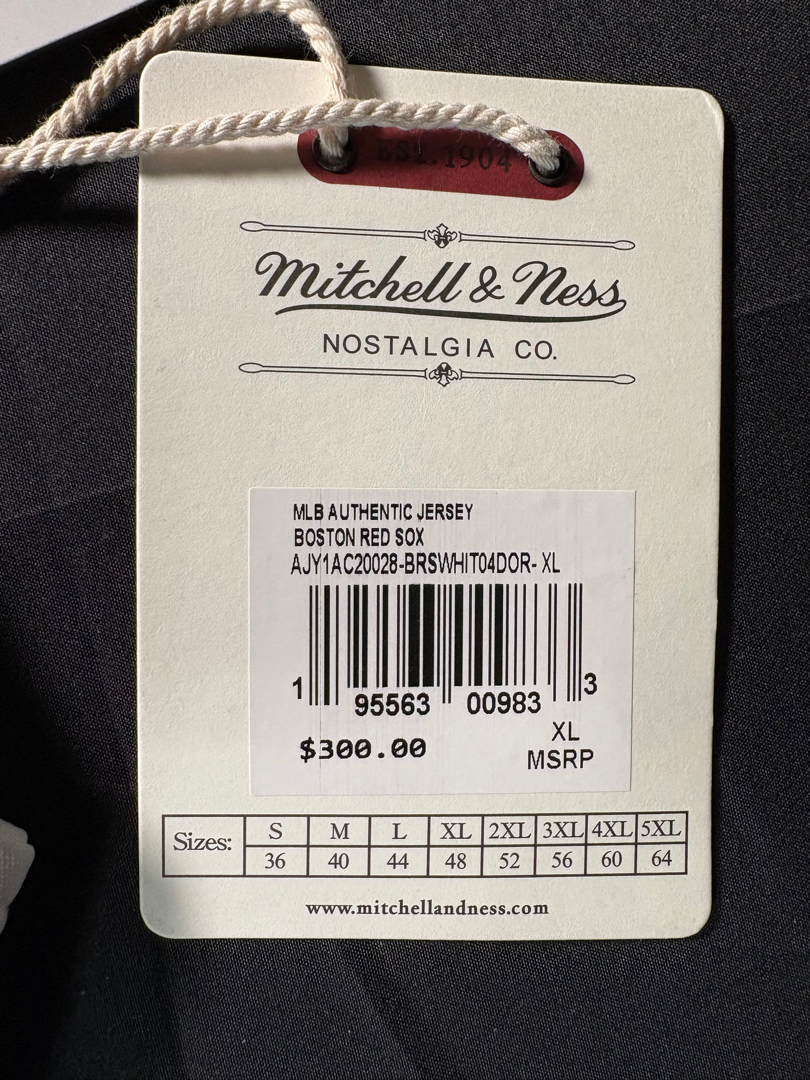 EST. 1904
Mitchell & Ness
NOSTALGIA CO.
MLB AUTHENTIC JERSEY
BOSTON RED SOX
AJY1AC20028-BRSWHIT04DOR- XL
1 95563 00983 3
$300.00 XL
MSRP
Sizes: S M L XL 2XL 3XL 4XL 5XL
36 40 44 48 52 56 60 64
www.mitchellandness.com